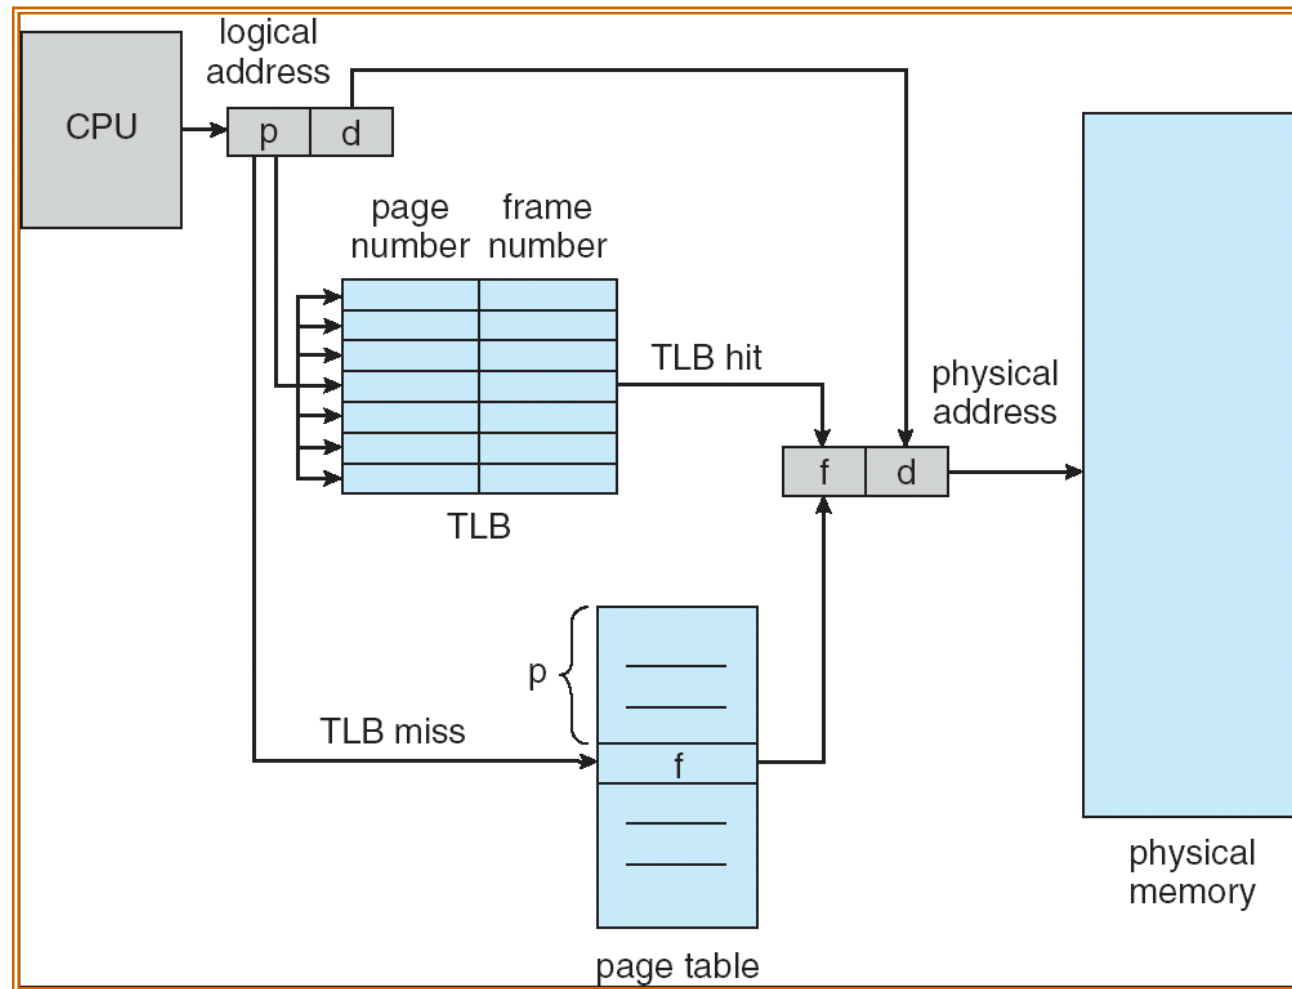 logical
address
CPU
p
d
page
number
frame
number
TLB hit
physical
address
f
d
TLB
p
TLB miss
f
physical
memory
page table